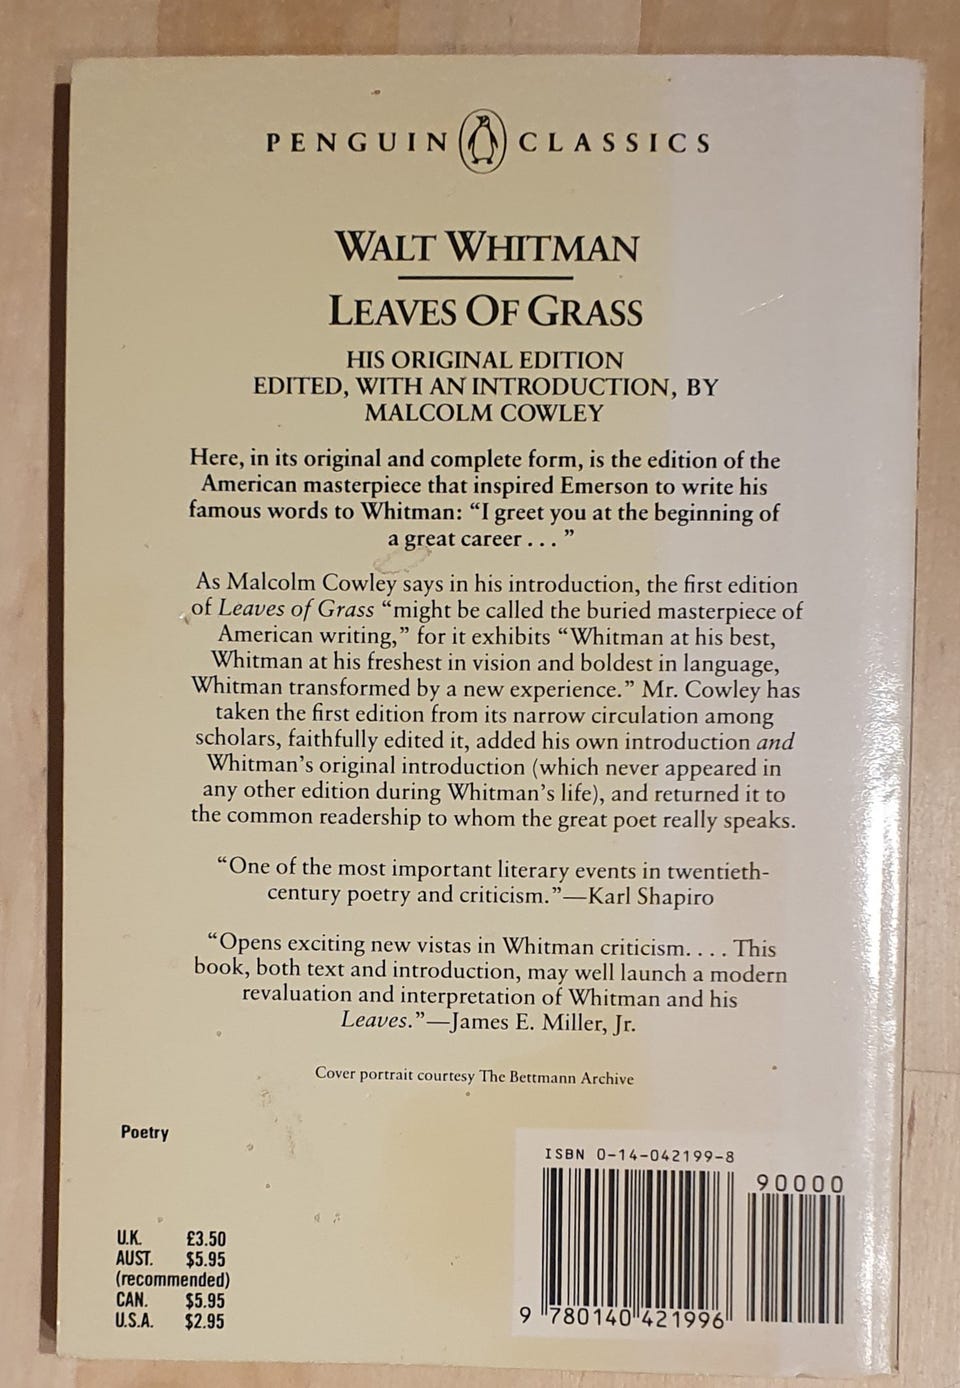 PENGUIN CLASSICS
WALT WHITMAN
LEAVES OF GRASS
HIS ORIGINAL EDITION
EDITED, WITH AN INTRODUCTION, BY
MALCOLM COWLEY
Here, in its original and complete form, is the edition of the
American masterpiece that inspired Emerson to write his
famous words to Whitman: “I greet you at the beginning of
a great career . . . ”
As Malcolm Cowley says in his introduction, the first edition
of Leaves of Grass “might be called the buried masterpiece of
American writing,” for it exhibits “Whitman at his best,
Whitman at his freshest in vision and boldest in language,
Whitman transformed by a new experience.” Mr. Cowley has
taken the first edition from its narrow circulation among
scholars, faithfully edited it, added his own introduction and
Whitman’s original introduction (which never appeared in
any other edition during Whitman’s life), and returned it to
the common readership to whom the great poet really speaks.
“One of the most important literary events in twentieth-
century poetry and criticism.”—Karl Shapiro
“Opens exciting new vistas in Whitman criticism. . . . This
book, both text and introduction, may well launch a modern
revaluation and interpretation of Whitman and his
Leaves.”—James E. Miller, Jr.
Cover portrait courtesy The Bettmann Archive
Poetry
U.K. £3.50
AUST. $5.95
(recommended)
CAN. $5.95
U.S.A. $2.95
ISBN 0-14-042199-8
90000
9 780140 421996